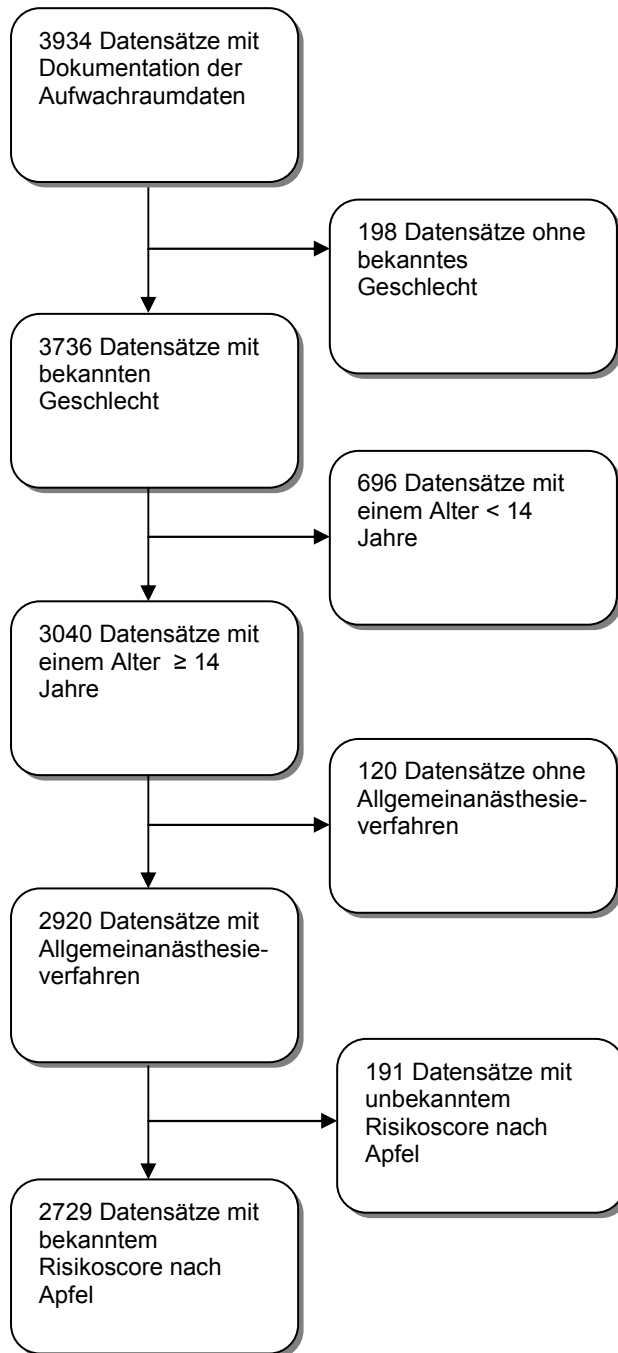 3934 Datensätze mit
Dokumentation der
Aufwachraumdaten
198 Datensätze ohne
bekanntes
Geschlecht
3736 Datensätze mit
bekannten
Geschlecht
696 Datensätze mit
einem Alter < 14
Jahre
3040 Datensätze mit
einem Alter ≥ 14
Jahre
120 Datensätze ohne
Allgemeinanästhesie-
verfahren
2920 Datensätze mit
Allgemeinanästhesie-
verfahren
191 Datensätze mit
unbekanntem
Risikoscore nach
Apfel
2729 Datensätze mit
bekanntem
Risikoscore nach
Apfel